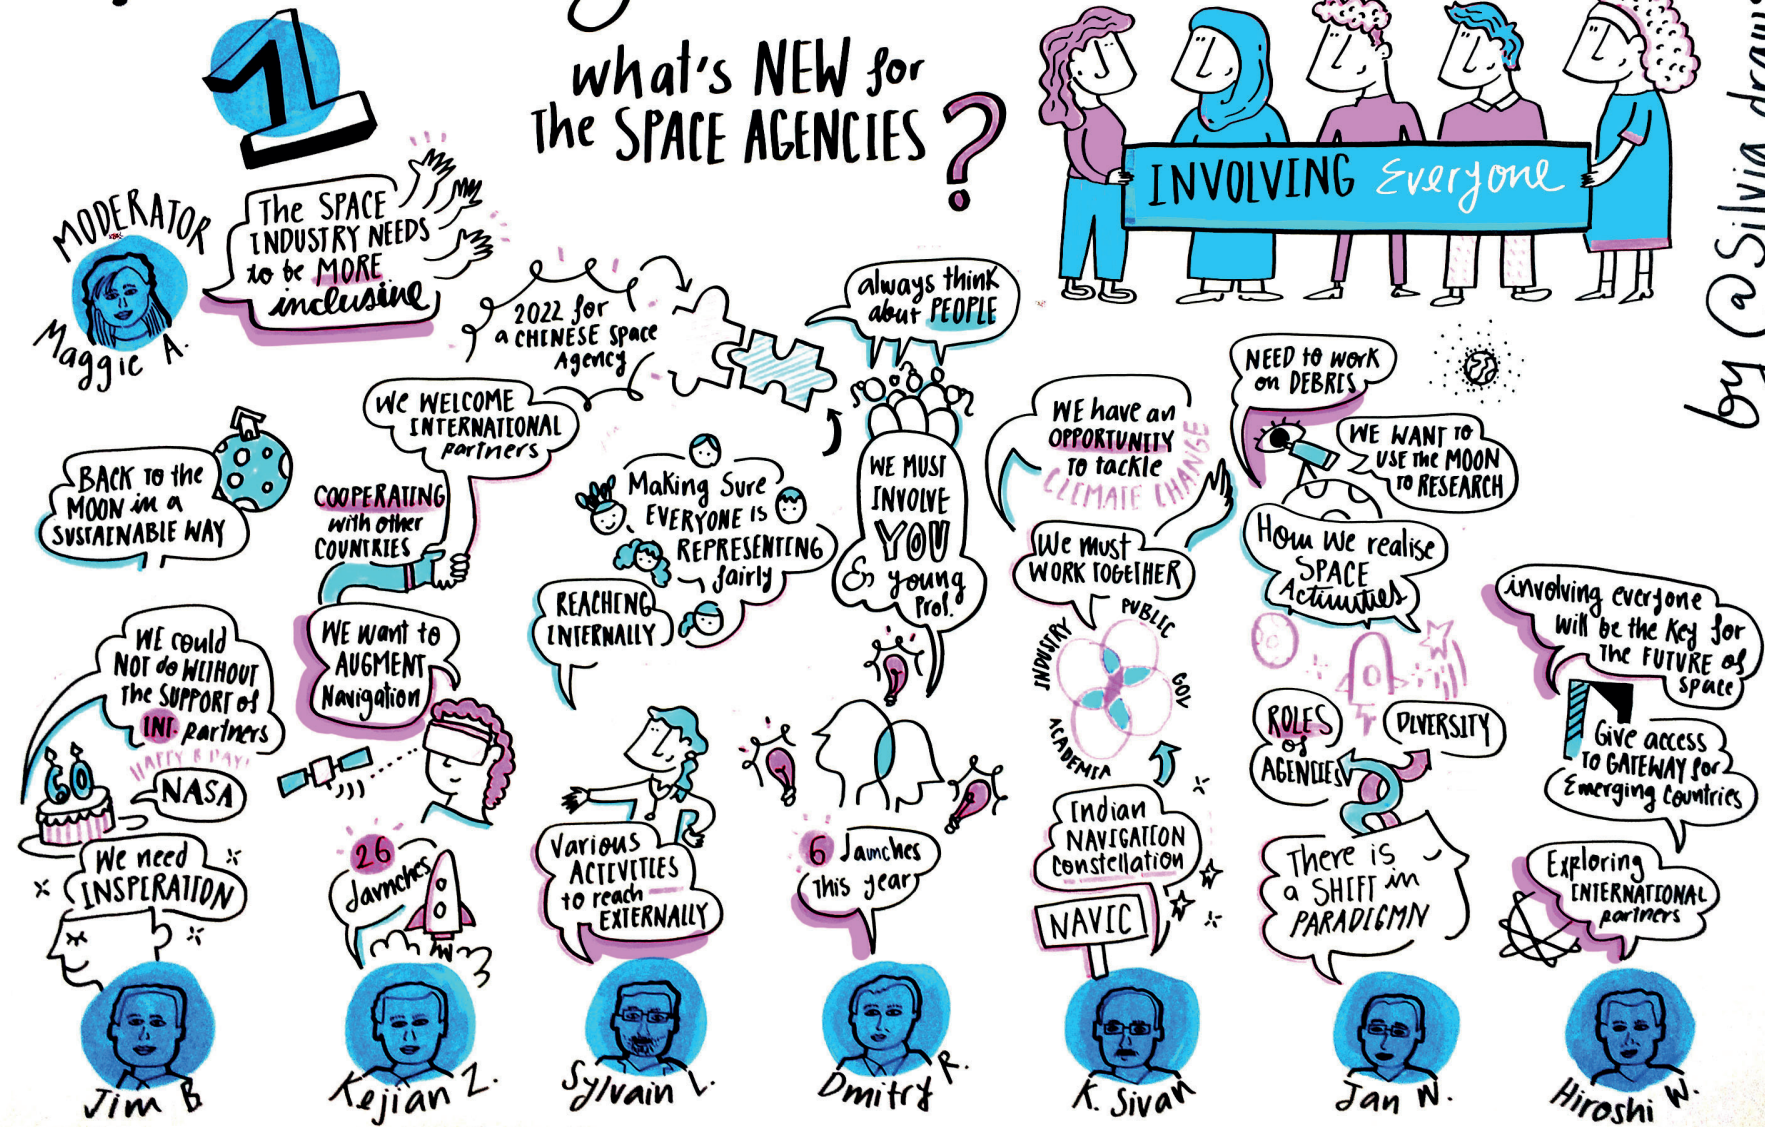 1
what's NEW for
The SPACE AGENCIES ?
INVOLVING Everyone
by @Silvia
MODERATOR
Maggie A.
The SPACE
INDUSTRY NEEDS
to be MORE
inclusive
2022 for
a CHINESE Space
Agency
always think
about PEOPLE
WE WELCOME
INTERNATIONAL
partners
COOPERATING
with other
COUNTRIES
BACK TO the
MOON in a
SUSTAINABLE WAY
WE could
NOT do WITHOUT
The SUPPORT of
INT. partners
HAPPY B DAY!
60
NASA
We need
INSPIRATION
Jim B
WE want to
AUGMENT
Navigation
26
launches
Kejian Z.
Making Sure
EVERYONE IS
REPRESENTING
fairly
REACHING
INTERNALLY
Various
ACTIVITIES
to reach
EXTERNALLY
Sylvain L.
WE MUST
INVOLVE
YOU
& young
Prof.
6 launches
This year
Dmitry R.
WE have an
OPPORTUNITY
TO tackle
CLIMATE CHANGE
We must
WORK TOGETHER
INDUSTRY
PUBLIC
GOV
ACADEMIA
Indian
NAVIGATION
Constellation
NAVIC
K. Sivan
NEED to work
on DEBRIS
WE WANT TO
USE the MOON
TO RESEARCH
How we realise
SPACE
Activities
ROLES
of
AGENCIES
DIVERSITY
There is
a SHIFT in
PARADIGMN
Jan W.
involving everyone
will be the Key for
The FUTURE of
space
Give access
TO GATEWAY for
Emerging Countries
Exploring
INTERNATIONAL
partners
Hiroshi W.